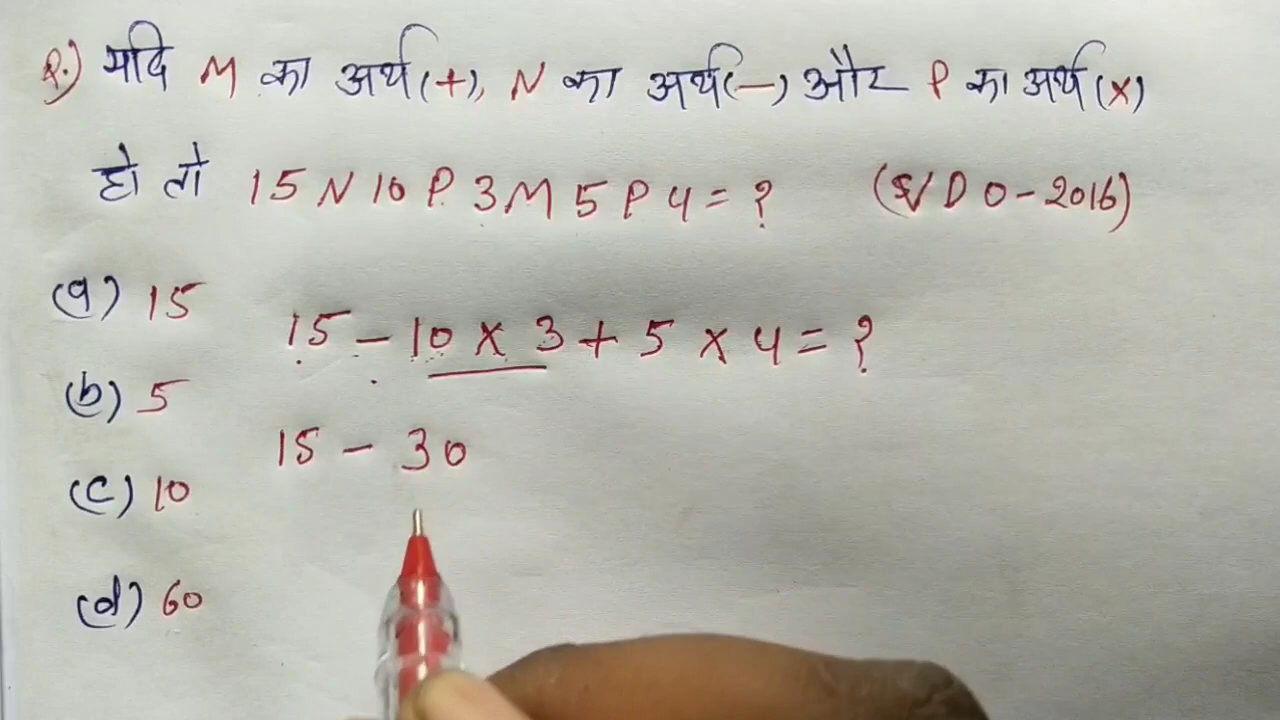 Q.) यदि M का अर्थ (+), N का अर्थ (−) और P का अर्थ (×)
हो तो 15 N 10 P 3 M 5 P 4 = ? (VDO-2016)
(a) 15
15 − 10 × 3 + 5 × 4 = ?
(b) 5
15 − 30
(c) 10
(d) 60